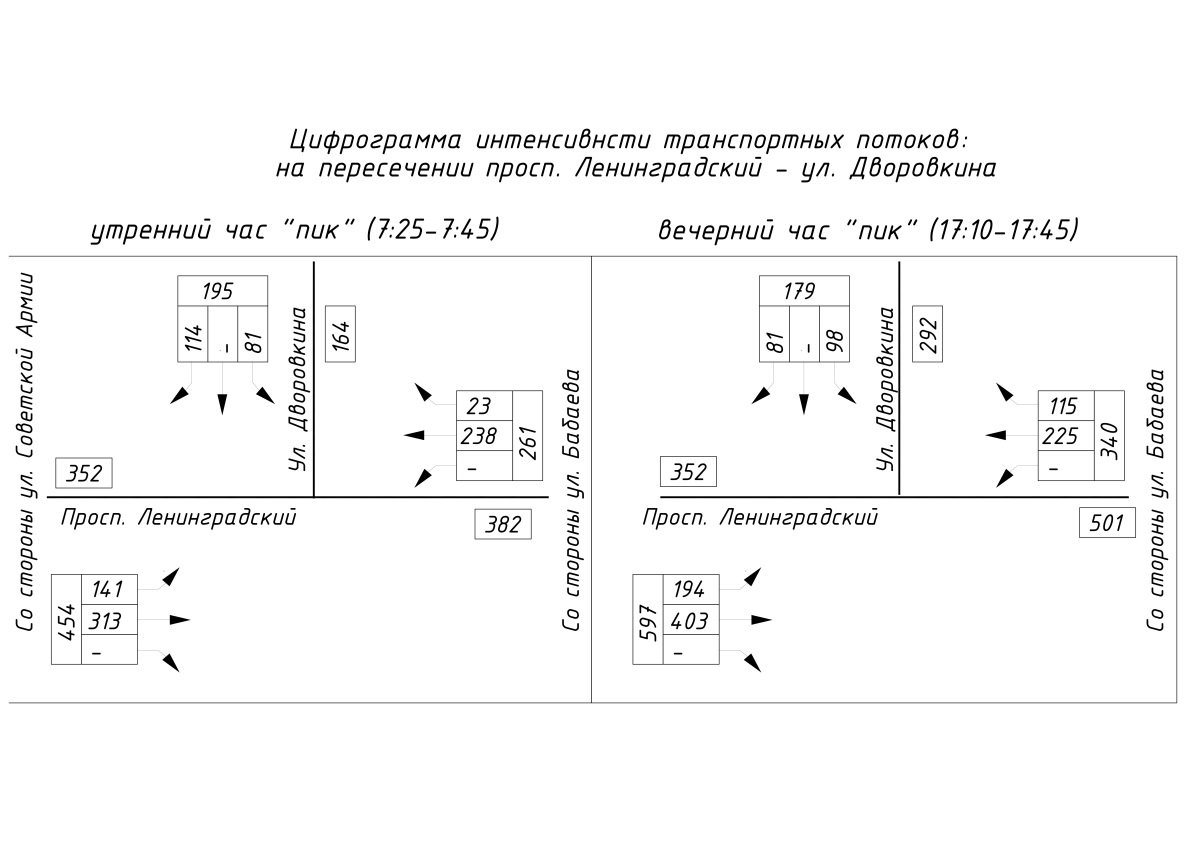 Цифрограмма интенсивнсти транспортных потоков:
на пересечении просп. Ленинградский - ул. Дворовкина
утренний час "пик" (7:25-7:45)
Со стороны ул. Советской Армии
195
114
-
81
Ул. Дворовкина
164
23
238
-
261
Со стороны ул. Бабаева
352
Просп. Ленинградский
382
454
141
313
-
вечерний час "пик" (17:10-17:45)
179
81
-
98
Ул. Дворовкина
292
115
225
-
340
Со стороны ул. Бабаева
352
Просп. Ленинградский
501
597
194
403
-